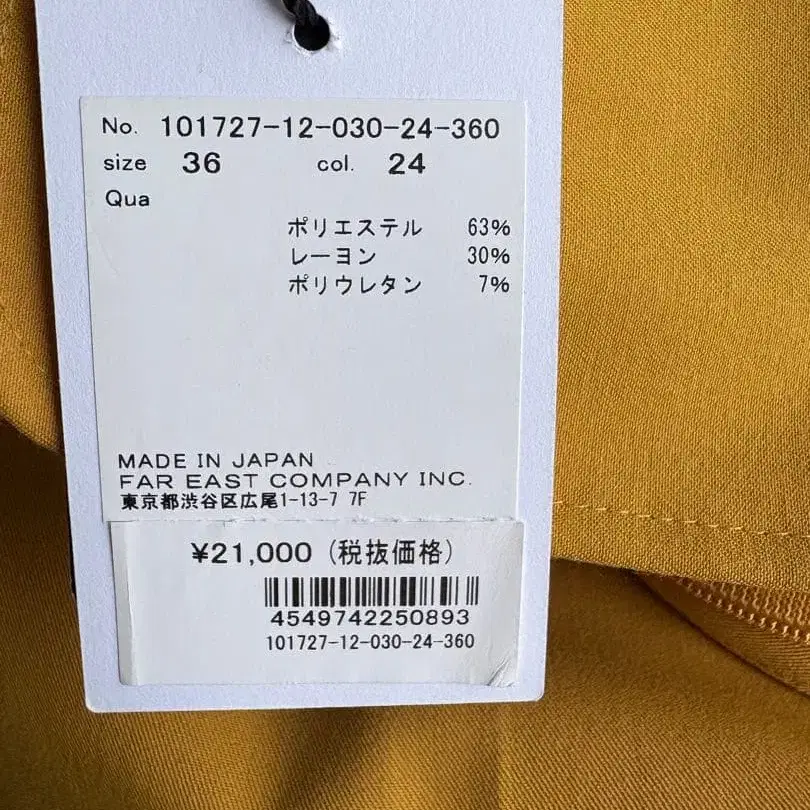 No. 101727-12-030-24-360
size 36 col. 24
Qua
ポリエステル 63%
レーヨン 30%
ポリウレタン 7%
MADE IN JAPAN
FAR EAST COMPANY INC.
東京都渋谷区広尾1-13-7 7F
¥21,000 (税抜価格)
4549742250893
101727-12-030-24-360